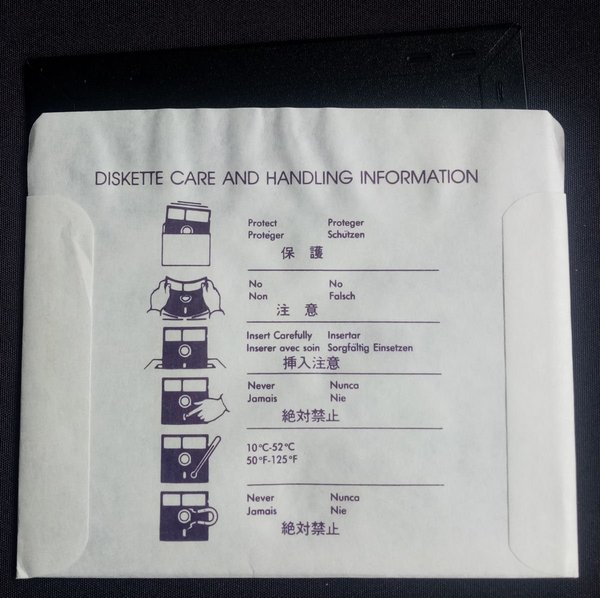 DISKETTE CARE AND HANDLING INFORMATION
Protect Proteger
Protéger Schützen
保護
No No
Non Falsch
注意
Insert Carefully Insertar
Inserer avec soin Sorgfältig Einsetzen
挿入注意
Never Nunca
Jamais Nie
絶対禁止
10°C-52°C
50°F-125°F
Never Nunca
Jamais Nie
絶対禁止